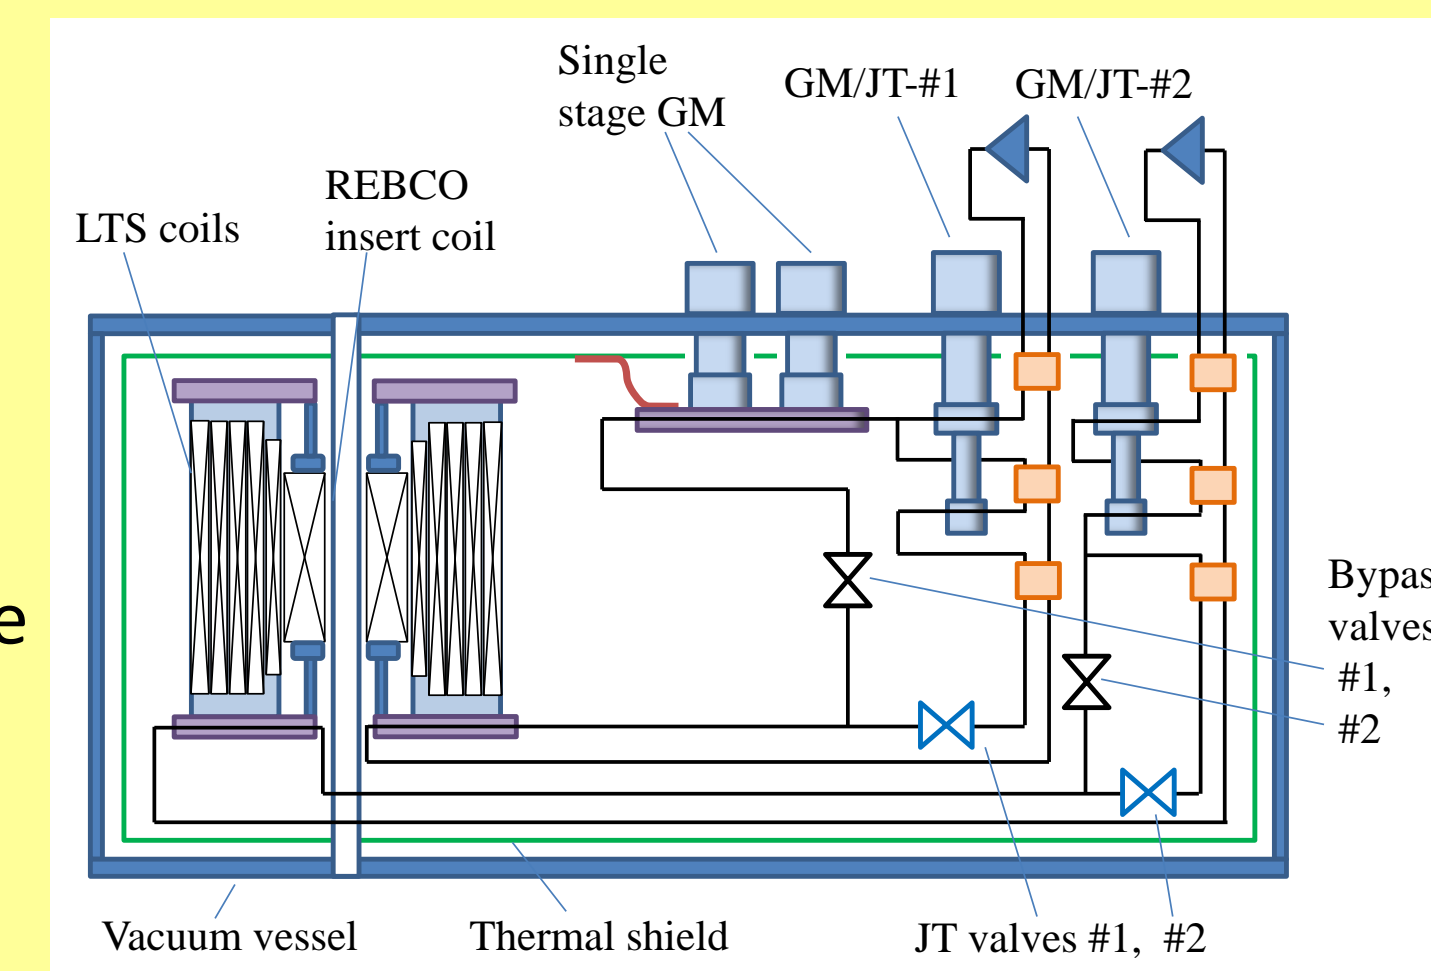 Single
stage GM
GM/JT-#1
GM/JT-#2
REBCO
insert coil
LTS coils
e
Bypas
valves
#1,
#2
Vacuum vessel
Thermal shield
JT valves #1, #2